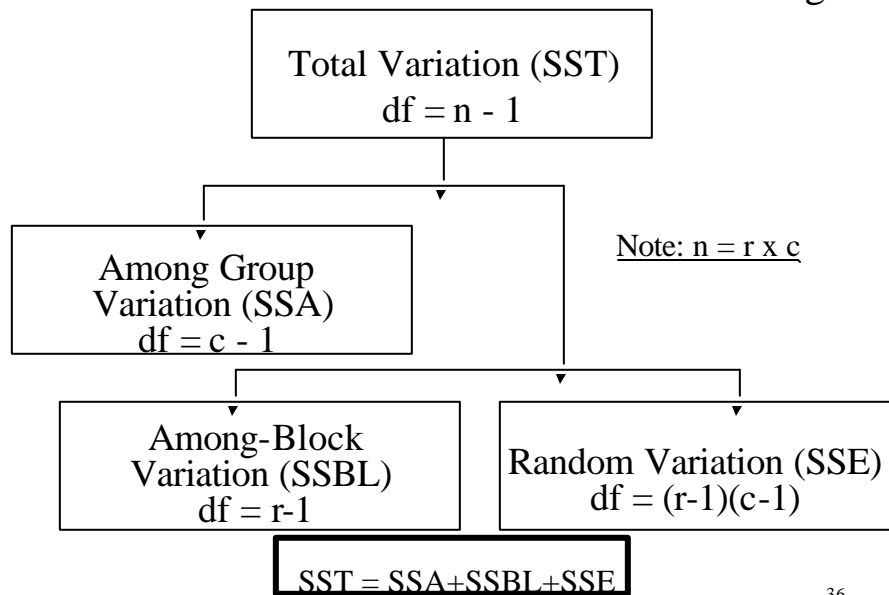 Total Variation (SST)
df = n - 1
Note: n = r x c
Among Group
Variation (SSA)
df = c - 1
Among-Block
Variation (SSBL)
df = r-1
Random Variation (SSE)
df = (r-1)(c-1)
SST = SSA+SSBL+SSE
36